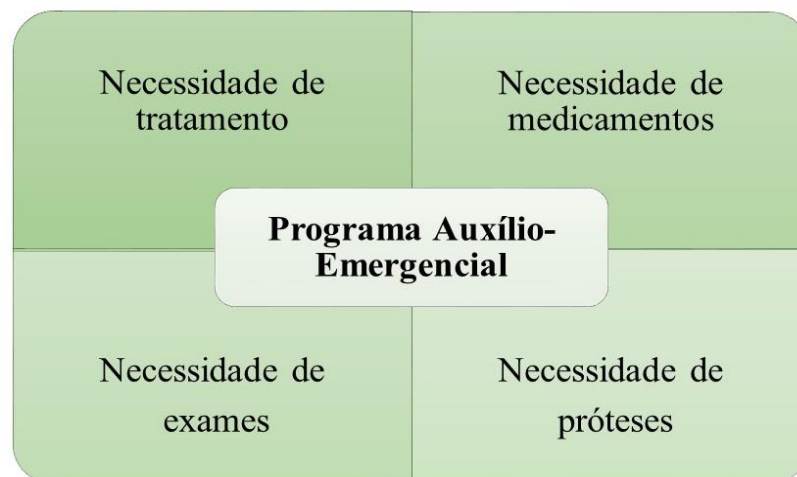 Necessidade de
tratamento
Necessidade de
medicamentos
Programa Auxílio-
Emergencial
Necessidade de
exames
Necessidade de
próteses